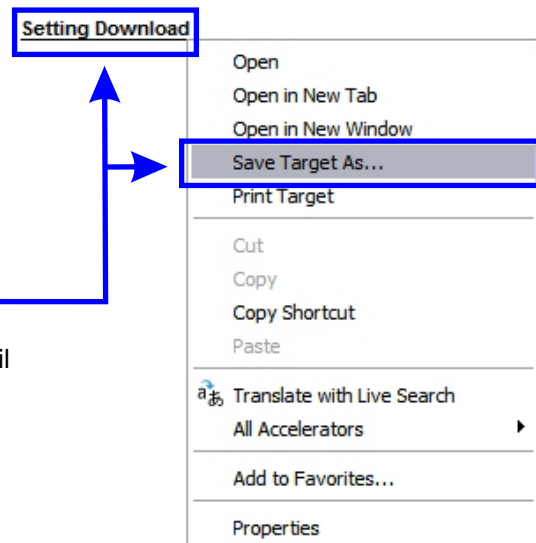 Setting Download
Open
Open in New Tab
Open in New Window
Save Target As...
Print Target
Cut
Copy
Copy Shortcut
Paste
il
Translate with Live Search
All Accelerators
Add to Favorites...
Properties